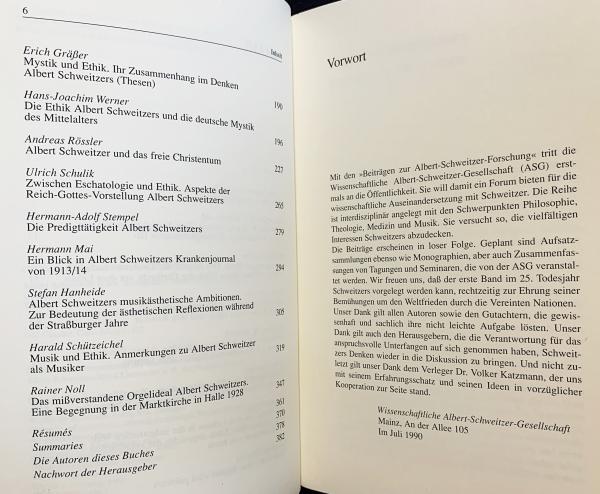 6
Inhalt
Erich Gräßer
Mystik und Ethik. Ihr Zusammenhang im Denken
Albert Schweitzers (Thesen)
190
Hans-Joachim Werner
Die Ethik Albert Schweitzers und die deutsche Mystik
des Mittelalters
196
Andreas Rössler
Albert Schweitzer und das freie Christentum
227
Ulrich Schulik
Zwischen Eschatologie und Ethik. Aspekte der
Reich-Gottes-Vorstellung Albert Schweitzers
265
Hermann-Adolf Stempel
Die Predigttätigkeit Albert Schweitzers
279
Hermann Mai
Ein Blick in Albert Schweitzers Krankenjournal
von 1913/14
294
Stefan Hanheide
Albert Schweitzers musikästhetische Ambitionen.
Zur Bedeutung der ästhetischen Reflexionen während
der Straßburger Jahre
305
Harald Schützeichel
Musik und Ethik. Anmerkungen zu Albert Schweitzer
als Musiker
319
Rainer Noll
Das mißverstandene Orgelideal Albert Schweitzers.
Eine Begegnung in der Marktkirche in Halle 1928
347
Résumés
361
Summaries
370
Die Autoren dieses Buches
378
Nachwort der Herausgeber
382
Vorwort
Mit den »Beiträgen zur Albert-Schweitzer-Forschung« tritt die
Wissenschaftliche Albert-Schweitzer-Gesellschaft (ASG) erst-
mals an die Öffentlichkeit. Sie will damit ein Forum bieten für die
wissenschaftliche Auseinandersetzung mit Schweitzer. Die Reihe
ist interdisziplinär angelegt mit den Schwerpunkten Philosophie,
Theologie, Medizin und Musik. Sie versucht so, die vielfältigen
Interessen Schweitzers abzudecken.
Die Beiträge erscheinen in loser Folge. Geplant sind Aufsatz-
sammlungen ebenso wie Monographien, aber auch Zusammenfas-
sungen von Tagungen und Seminaren, die von der ASG veranstal-
tet werden. Wir freuen uns, daß der erste Band im 25. Todesjahr
Schweitzers vorgelegt werden kann, rechtzeitig zur Ehrung seiner
Bemühungen um den Weltfrieden durch die Vereinten Nationen.
Unser Dank gilt allen Autoren sowie den Gutachtern, die gewis-
senhaft und sachlich ihre nicht leichte Aufgabe lösten. Unser
Dank gilt auch den Herausgebern, die die Verantwortung für das
anspruchsvolle Unterfangen auf sich genommen haben, Schweit-
zers Denken wieder in die Diskussion zu bringen. Und nicht zu-
letzt gilt unser Dank dem Verleger Dr. Volker Katzmann, der uns
mit seinem Erfahrungsschatz und seinen Ideen in vorzüglicher
Kooperation zur Seite stand.
Wissenschaftliche Albert-Schweitzer-Gesellschaft
Mainz, An der Allee 105
Im Juli 1990